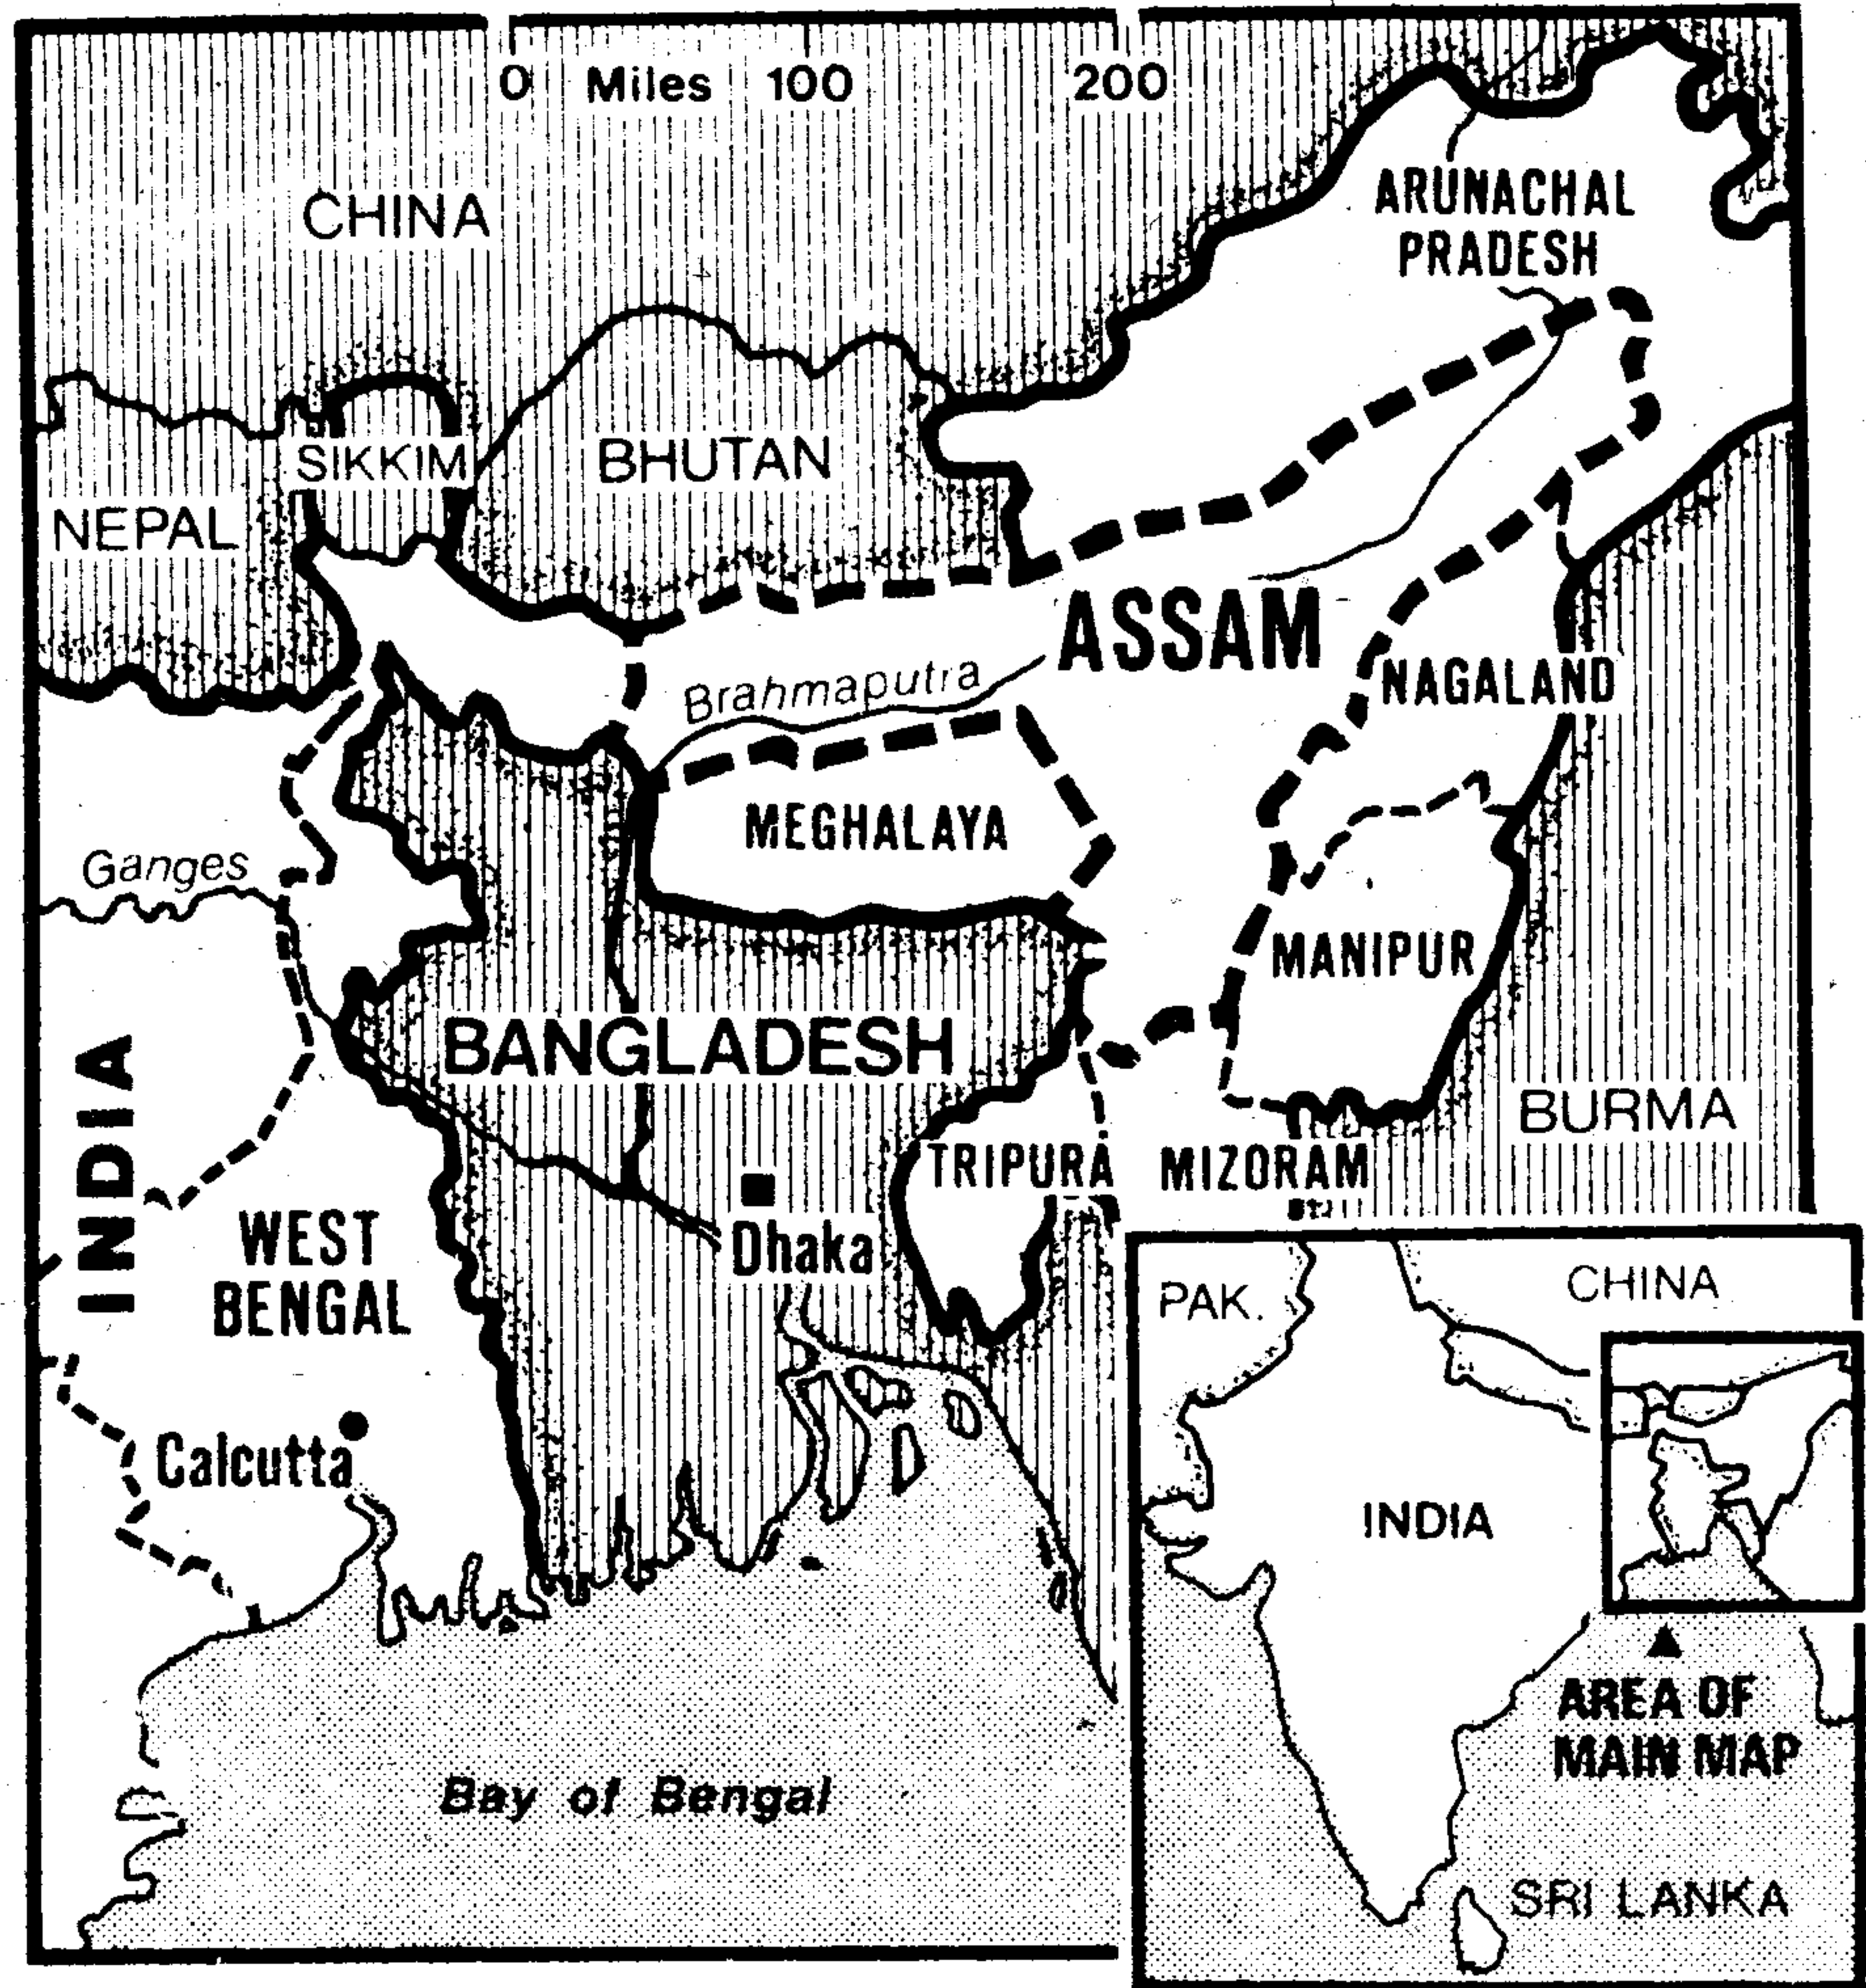 0 Miles 100 200
CHINA
ARUNACHAL
PRADESH
SIKKIM
BHUTAN
NEPAL
ASSAM
Brahmaputra
NAGALAND
MEGHALAYA
Ganges
MANIPUR
BANGLADESH
INDIA
BURMA
TRIPURA
MIZORAM
WEST
BENGAL
Dhaka
Calcutta
Bay of Bengal
PAK.
CHINA
INDIA
AREA OF
MAIN MAP
SRI LANKA